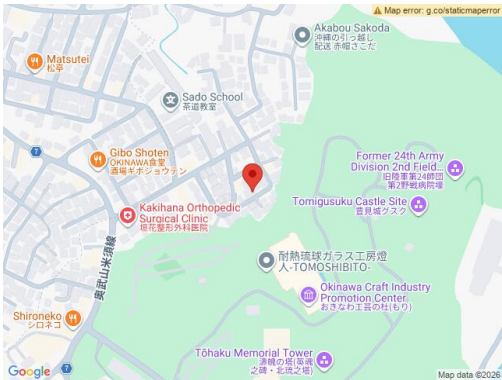 Map error: g.co/staticmaperror
Akabou Sakoda
沖縄の引っ越し
配送 赤帽さこだ
Matsutei
松亭
Sado School
茶道教室
7
Gibo Shoten
OKINAWA食堂
酒場ギボショウテン
Former 24th Army
Division 2nd Field...
旧陸軍第24師団
第2野戦病院壕
Tomigusuku Castle Site
豊見城グスク
Kakihana Orthopedic
Surgical Clinic
垣花整形外科医院
奥武山米須線
耐熱琉球ガラス工房燈
人-TOMOSHIBITO-
Okinawa Craft Industry
Promotion Center
おきなわ工芸の杜(もり)
Shironeko
シロネコ
7
Tōhaku Memorial Tower
(英魂
之碑・北琉之塔)
Google
Map data ©2026